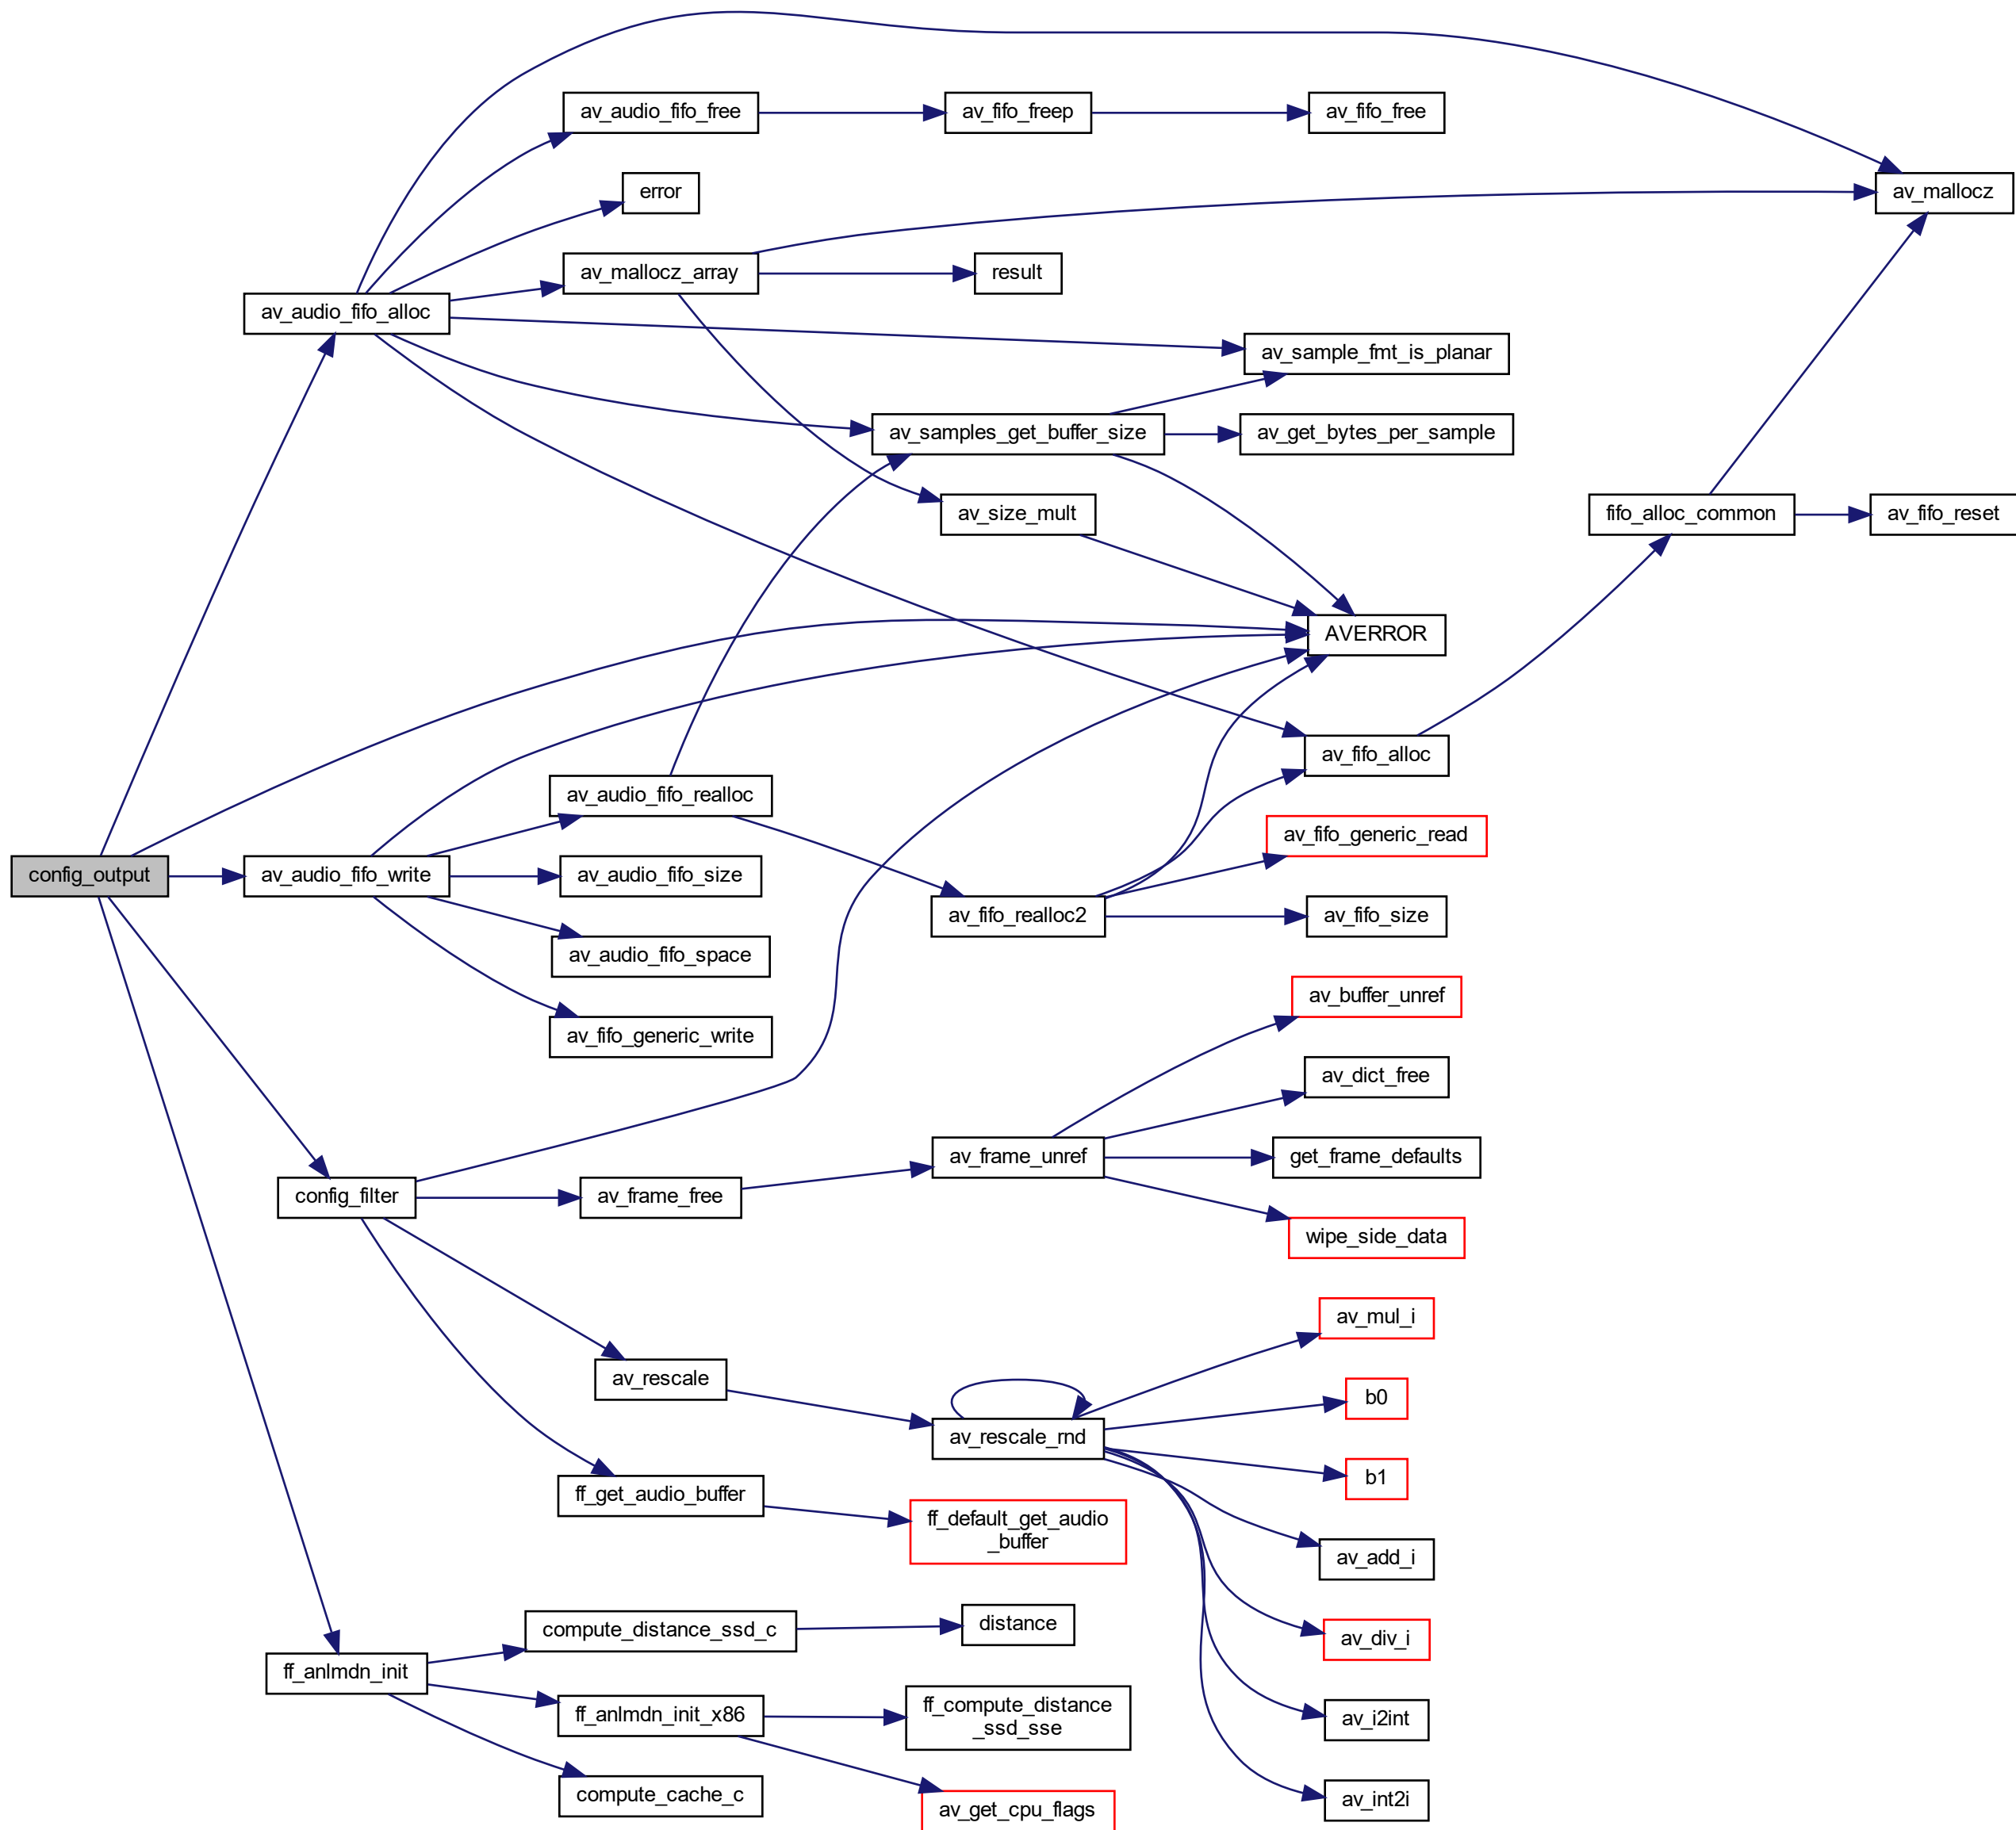 av_audio_fifo_free
av_fifo_freep
av_fifo_free
error
av_mallocz
av_mallocz_array
result
av_audio_fifo_alloc
av_sample_fmt_is_planar
av_samples_get_buffer_size
av_get_bytes_per_sample
av_size_mult
fifo_alloc_common
av_fifo_reset
AVERROR
av_fifo_alloc
av_audio_fifo_realloc
av_fifo_generic_read
config_output
av_audio_fifo_write
av_audio_fifo_size
av_fifo_realloc2
av_fifo_size
av_audio_fifo_space
av_buffer_unref
av_fifo_generic_write
av_dict_free
av_frame_unref
get_frame_defaults
config_filter
av_frame_free
wipe_side_data
av_mul_i
av_rescale
b0
av_rescale_rnd
b1
ff_get_audio_buffer
ff_default_get_audio
_buffer
av_add_i
compute_distance_ssd_c
distance
av_div_i
ff_anlmdn_init
ff_anlmdn_init_x86
ff_compute_distance
_ssd_sse
av_i2int
compute_cache_c
av_get_cpu_flags
av_int2i